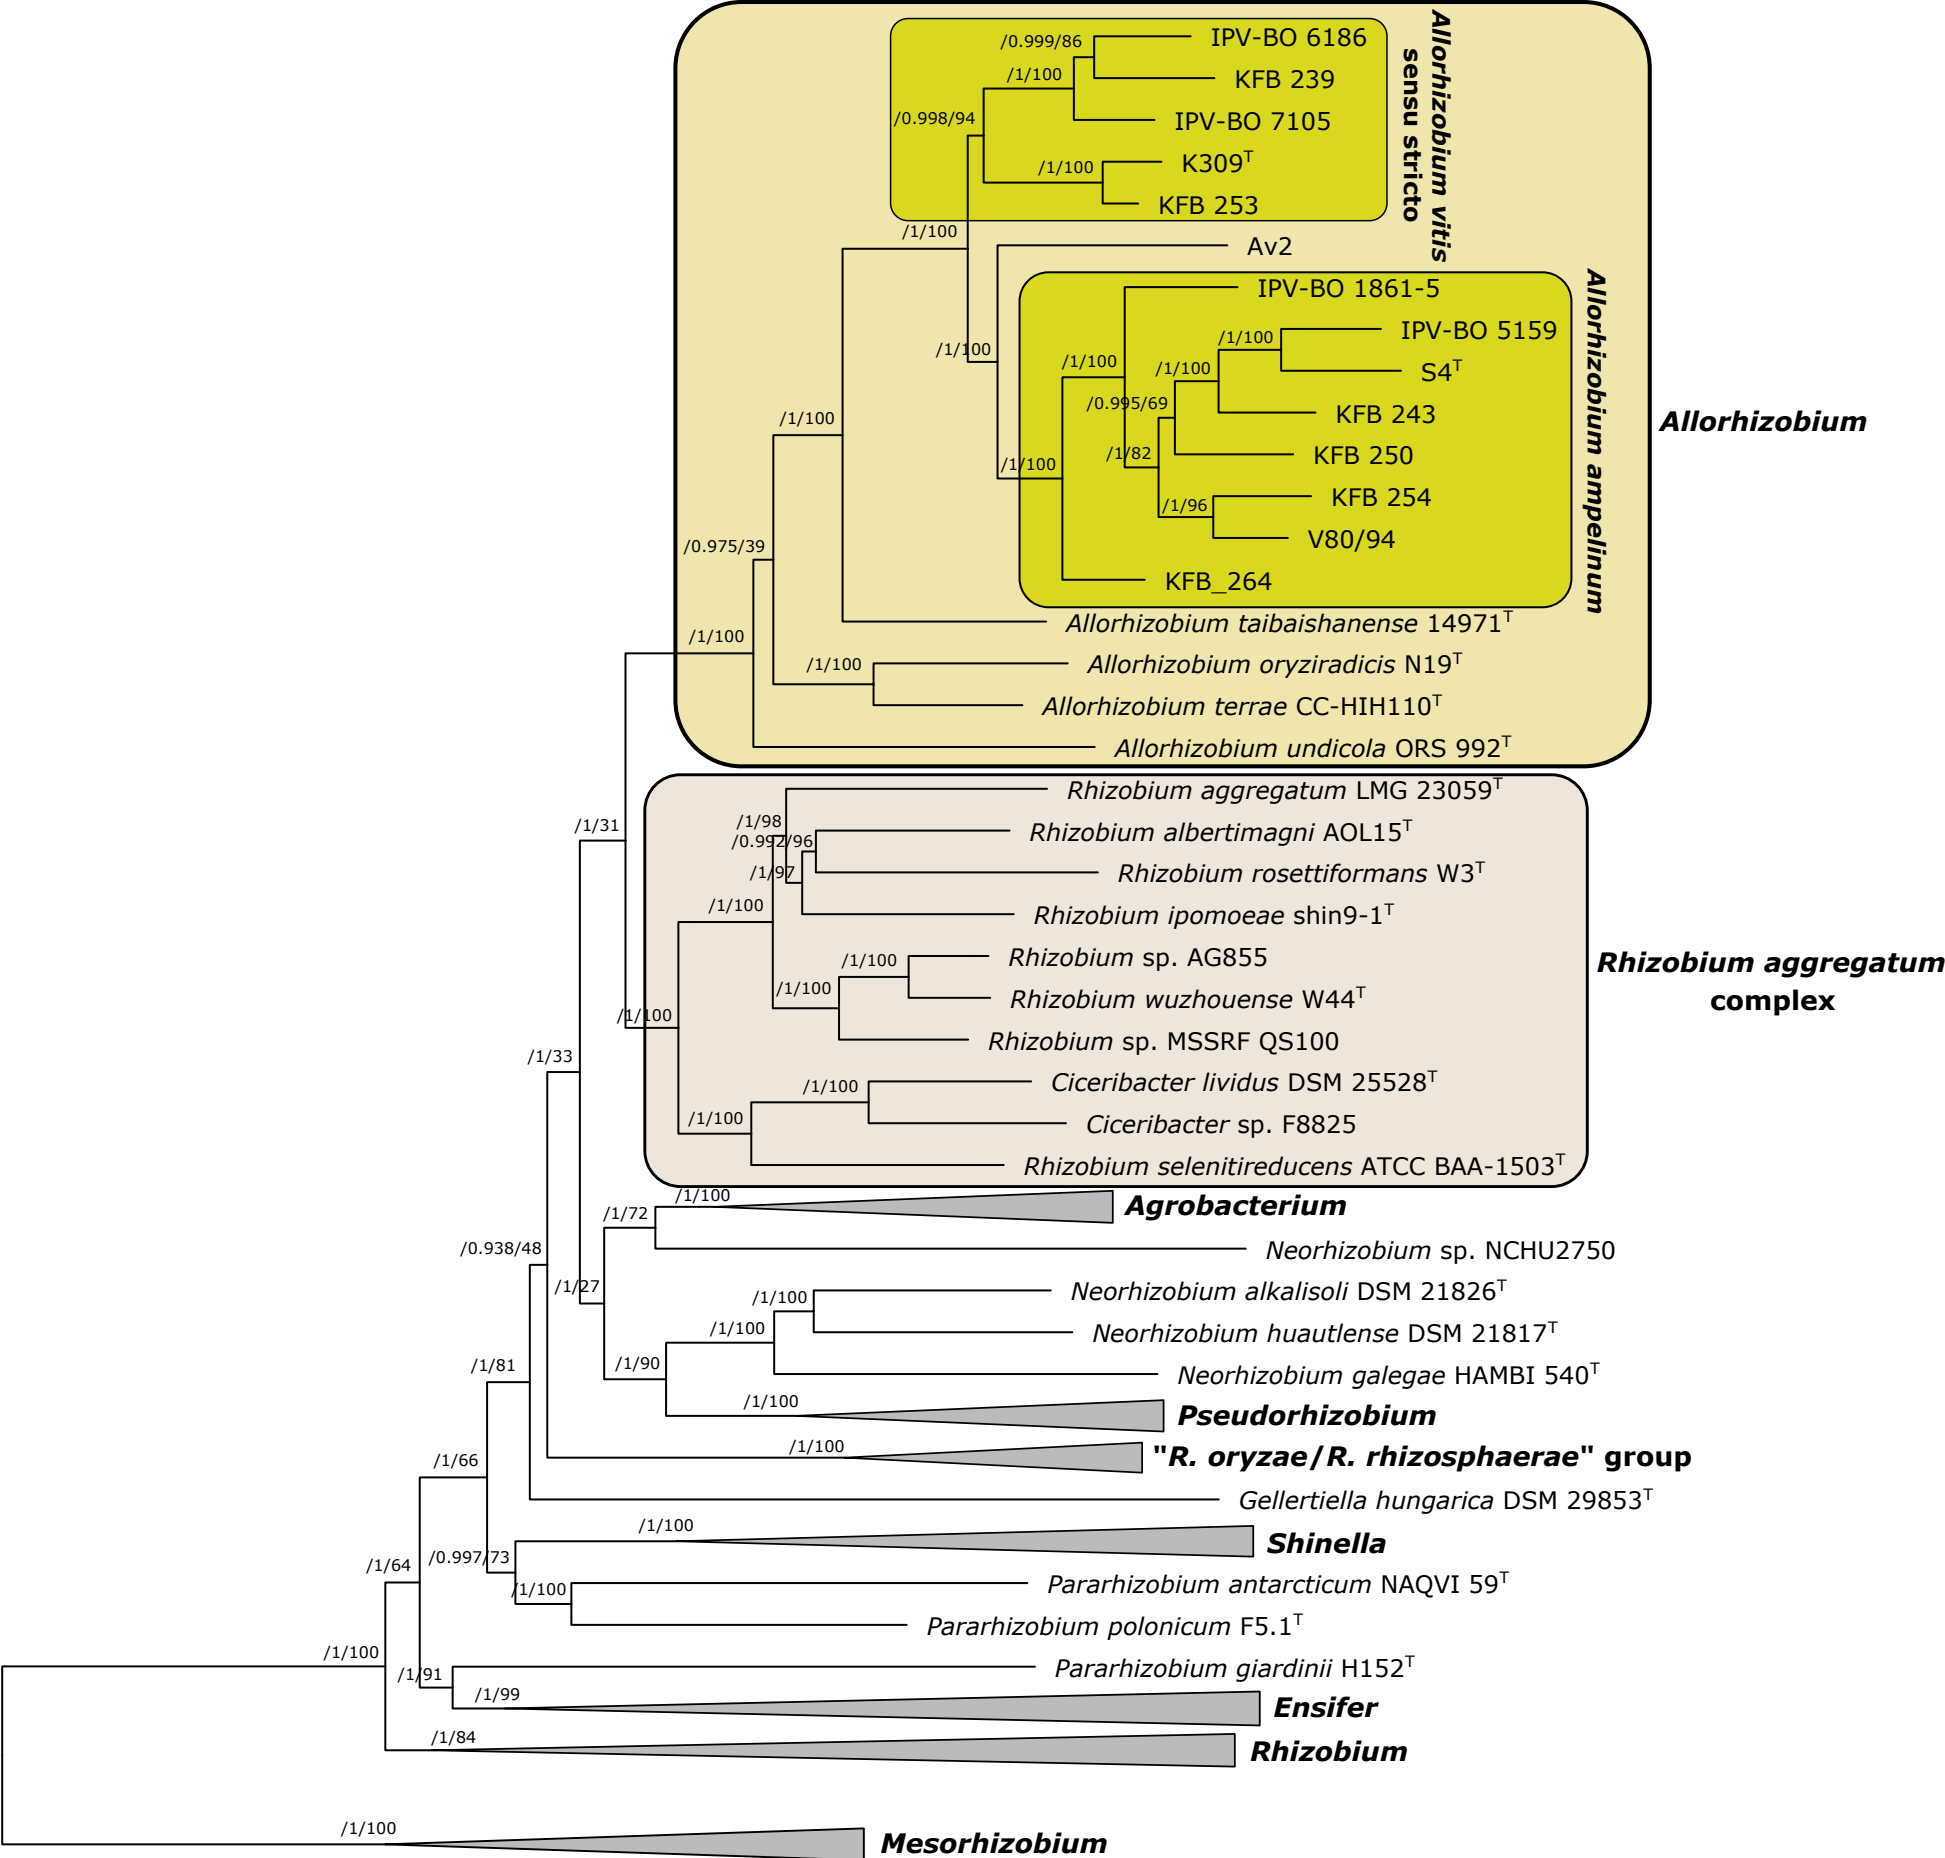 /0.999/86
IPV-BO 6186
/1/100
KFB 239
/0.998/94
IPV-BO 7105
/1/100
K309T
KFB 253
Allorhizobium vitis
sensu stricto
/1/100
Av2
/1/100
IPV-BO 1861-5
/1/100
IPV-BO 5159
/1/100
/1/100
S4T
/0.995/69
KFB 243
/1/82
KFB 250
/1/100
/1/96
KFB 254
V80/94
KFB_264
Allorhizobium ampelinum
/1/100
Allorhizobium
/0.975/39
Allorhizobium taibaishanense 14971T
/1/100
/1/100
Allorhizobium oryziradicis N19T
Allorhizobium terrae CC-HIH110T
Allorhizobium undicola ORS 992T
Rhizobium aggregatum LMG 23059T
/1/31
/1/98
/0.992/96
Rhizobium albertimagni AOL15T
/1/97
Rhizobium rosettiformans W3T
/1/100
Rhizobium ipomoeae shin9-1T
/1/100
Rhizobium sp. AG855
/1/100
Rhizobium wuzhouense W44T
/1/100
Rhizobium sp. MSSRF QS100
Rhizobium aggregatum
complex
/1/33
/1/100
Ciceribacter lividus DSM 25528T
/1/100
Ciceribacter sp. F8825
Rhizobium selenitireducens ATCC BAA-1503T
/1/100
Agrobacterium
/1/72
/0.938/48
Neorhizobium sp. NCHU2750
/1/27
/1/100
Neorhizobium alkalisoli DSM 21826T
/1/100
Neorhizobium huautlense DSM 21817T
/1/81
/1/90
Neorhizobium galegae HAMBI 540T
/1/100
Pseudorhizobium
/1/66
/1/100
"R. oryzae/R. rhizosphaerae" group
Gellertiella hungarica DSM 29853T
/1/100
Shinella
/1/64
/0.997/73
/1/100
Pararhizobium antarcticum NAQVI 59T
Pararhizobium polonicum F5.1T
/1/100
/1/91
Pararhizobium giardinii H152T
/1/99
Ensifer
/1/84
Rhizobium
/1/100
Mesorhizobium